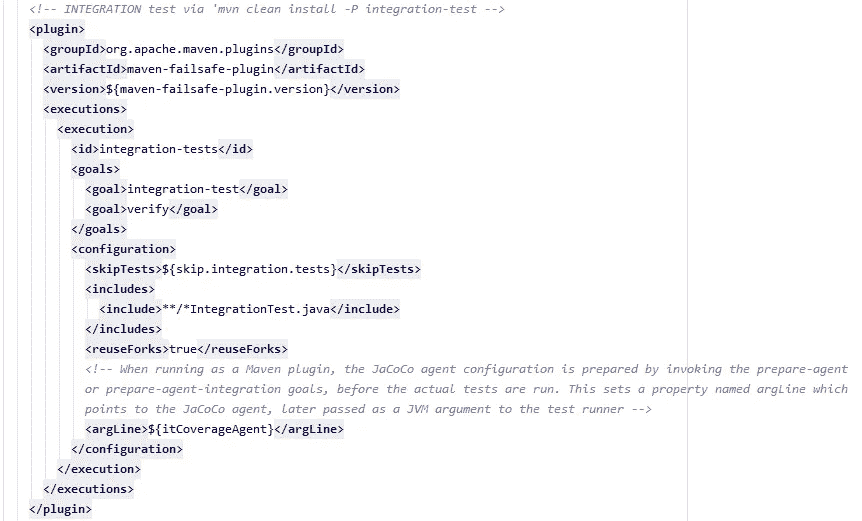 <!-- INTEGRATION test via 'mvn clean install -P integration-test -->
<plugin>
<groupId>org.apache.maven.plugins</groupId>
<artifactId>maven-failsafe-plugin</artifactId>
<version>${maven-failsafe-plugin.version}</version>
<executions>
<execution>
<id>integration-tests</id>
<goals>
<goal>integration-test</goal>
<goal>verify</goal>
</goals>
<configuration>
<skipTests>${skip.integration.tests}</skipTests>
<includes>
<include>**/*IntegrationTest.java</include>
</includes>
<reuseForks>true</reuseForks>
<!-- When running as a Maven plugin, the JaCoCo agent configuration is prepared by invoking the prepare-agent
or prepare-agent-integration goals, before the actual tests are run. This sets a property named argLine which
points to the JaCoCo agent, later passed as a JVM argument to the test runner -->
<argLine>${itCoverageAgent}</argLine>
</configuration>
</execution>
</executions>
</plugin>